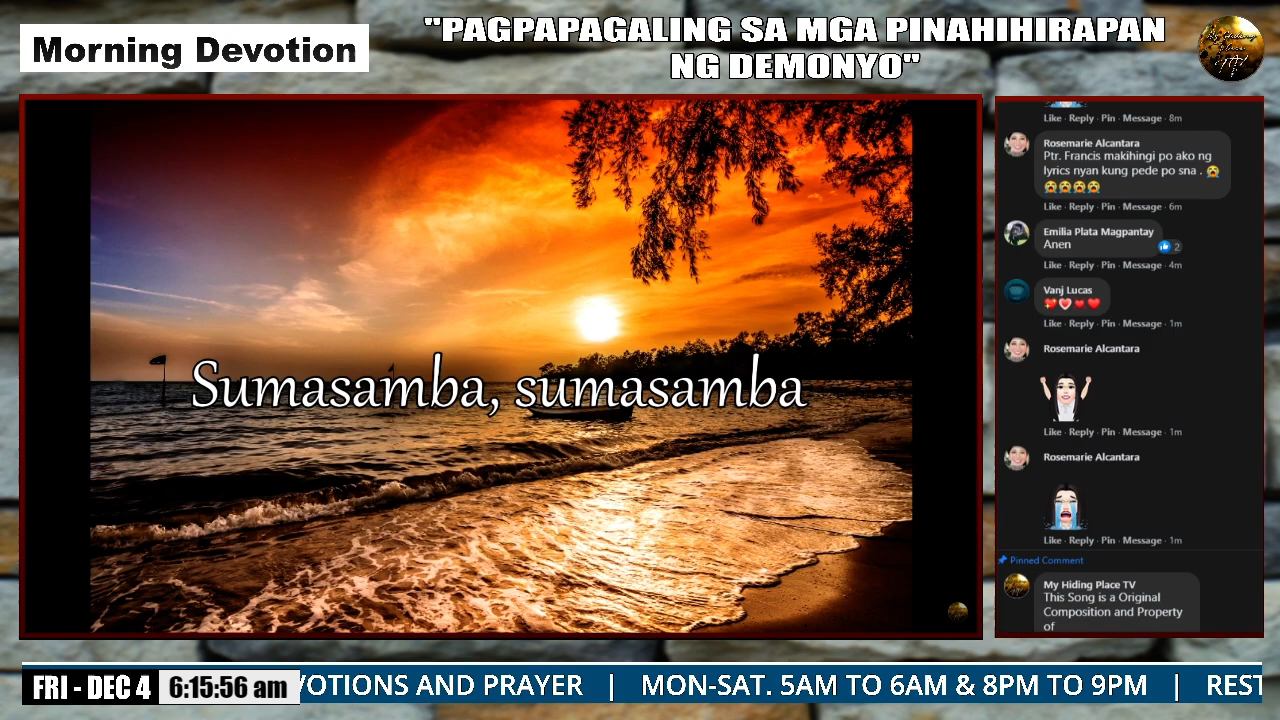 Morning Devotion
"PAGPAPAGALING SA MGA PINAHIHIRAPAN
NG DEMONYO"
My Hiding
Place
TV
Sumasamba, sumasamba
Like · Reply · Pin · Message · 8m
Rosemarie Alcantara
Ptr. Francis makihingi po ako ng
lyrics nyan kung pede po sna . 😭
😭😭😭😭
Like · Reply · Pin · Message · 6m
Emilia Plata Magpantay
Anen
2
Like · Reply · Pin · Message · 4m
Vanj Lucas
Like · Reply · Pin · Message · 1m
Rosemarie Alcantara
Like · Reply · Pin · Message · 1m
Rosemarie Alcantara
Like · Reply · Pin · Message · 1m
Pinned Comment
My Hiding Place TV
This Song is a Original
Composition and Property
of
FRI - DEC 4 6:15:56 am VOTIONS AND PRAYER | MON-SAT. 5AM TO 6AM & 8PM TO 9PM | REST